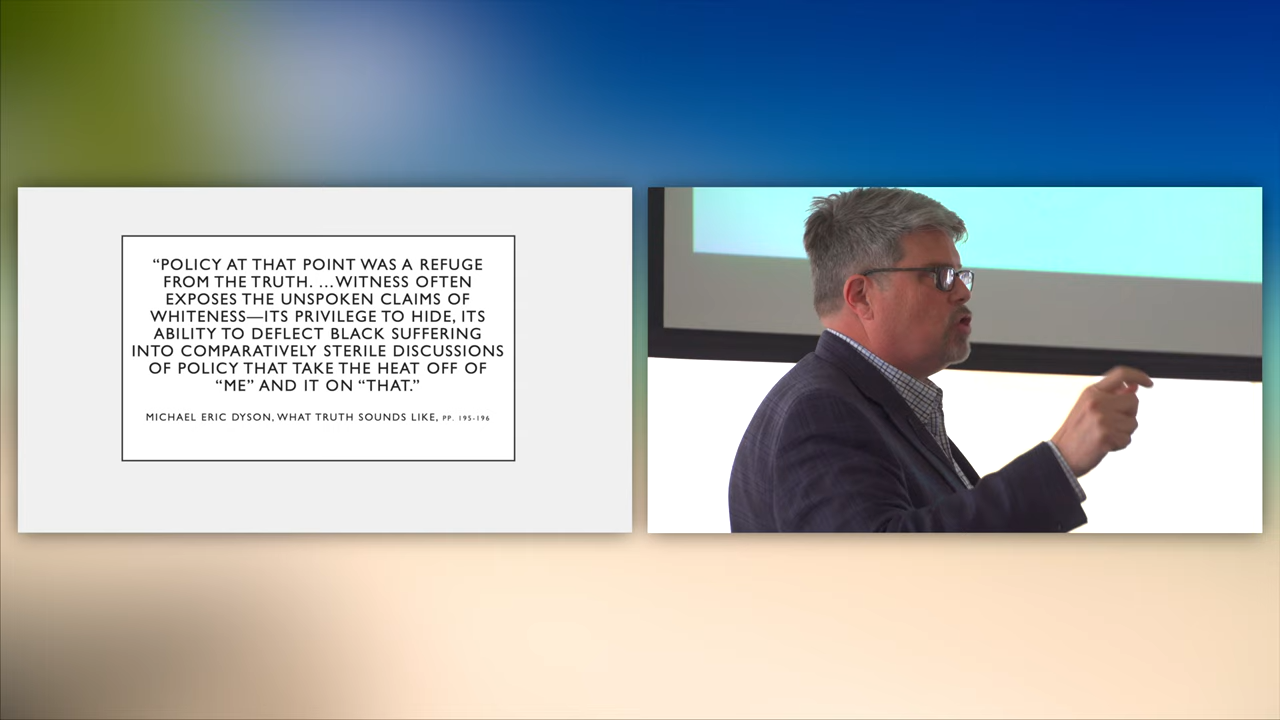 “POLICY AT THAT POINT WAS A REFUGE
FROM THE TRUTH. …WITNESS OFTEN
EXPOSES THE UNSPOKEN CLAIMS OF
WHITENESS—ITS PRIVILEGE TO HIDE, ITS
ABILITY TO DEFLECT BLACK SUFFERING
INTO COMPARATIVELY STERILE DISCUSSIONS
OF POLICY THAT TAKE THE HEAT OFF OF
“ME” AND IT ON “THAT.”
MICHAEL ERIC DYSON, WHAT TRUTH SOUNDS LIKE, PP. 195-196